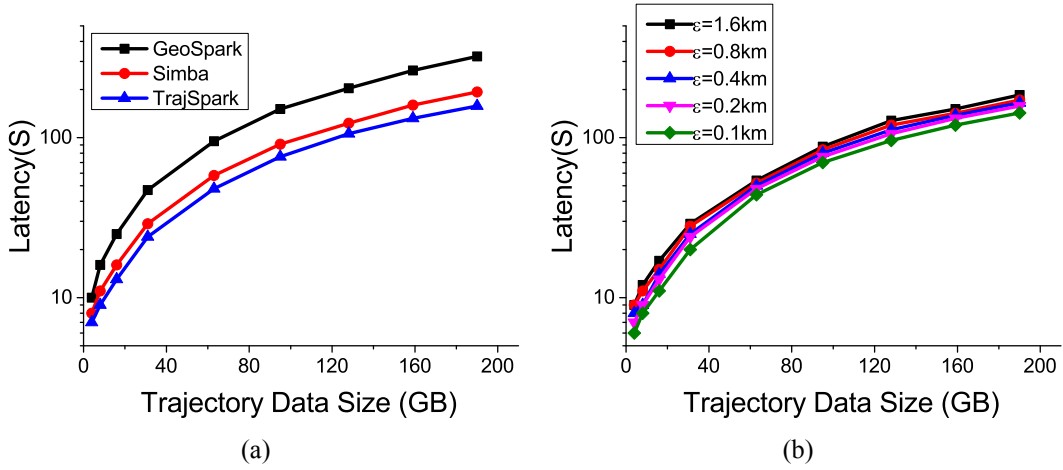 GeoSpark
Simba
TrajSpark
100
10
0 40 80 120 160 200
Latency(S)
Trajectory Data Size (GB)
(a)
ε=1.6km
ε=0.8km
ε=0.4km
ε=0.2km
ε=0.1km
100
10
0 40 80 120 160 200
Latency(S)
Trajectory Data Size (GB)
(b)